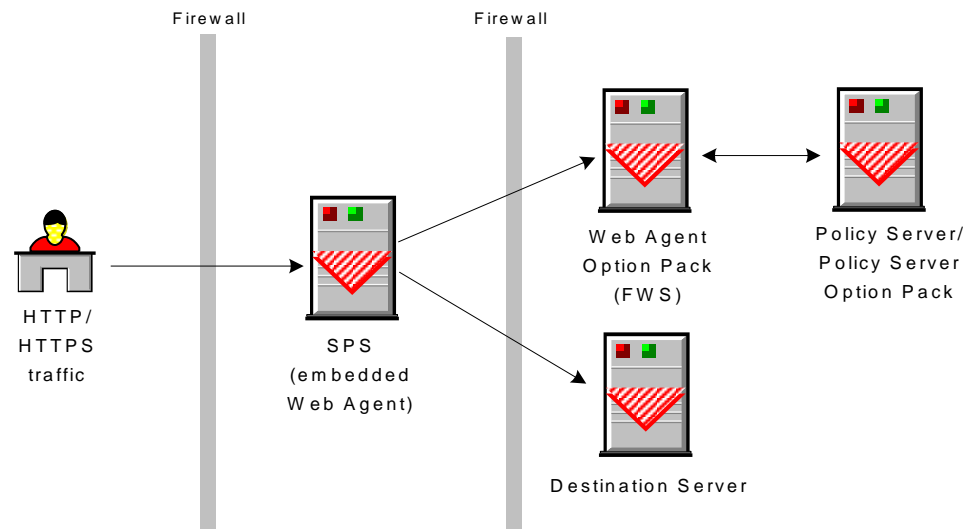 Firewall
Firewall
HTTP/
HTTPS
traffic
SPS
(embedded
Web Agent)
Web Agent
Option Pack
(FWS)
Policy Server/
Policy Server
Option Pack
Destination Server